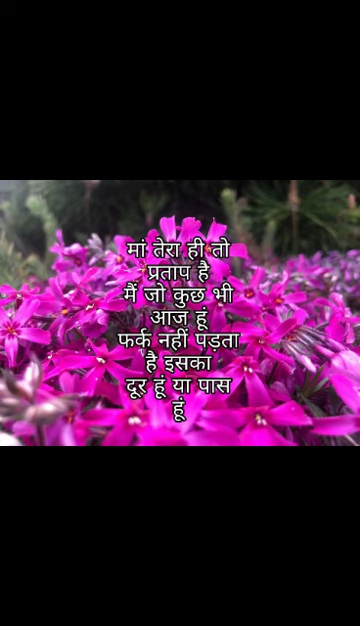 मां तेरा ही तो
प्रताप है
मैं जो कुछ भी
आज हूं
फर्क नहीं पड़ता
है इसका
दूर हूं या पास
हूं